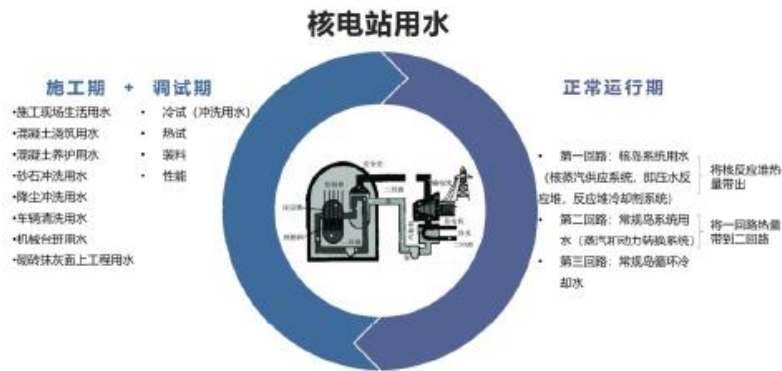 核电站用水
施工期 + 调试期
•施工现场生活用水
•混凝土浇筑用水
•混凝土养护用水
•砂石冲洗用水
•降尘冲洗用水
•车辆清洗用水
•机械台班用水
•砌砖抹灰面上工程用水
• 冷试（冲洗用水）
• 热试
• 装料
• 性能
正常运行期
• 第一回路：核岛系统用水
（核蒸汽供应系统，即压水反
应堆，反应堆冷却剂系统）
将核反应堆热
量带出
• 第二回路：常规岛系统用
水（蒸汽和动力转换系统）
将一回路热量
带到二回路
• 第三回路：常规岛循环冷
却水
安全壳
二回路